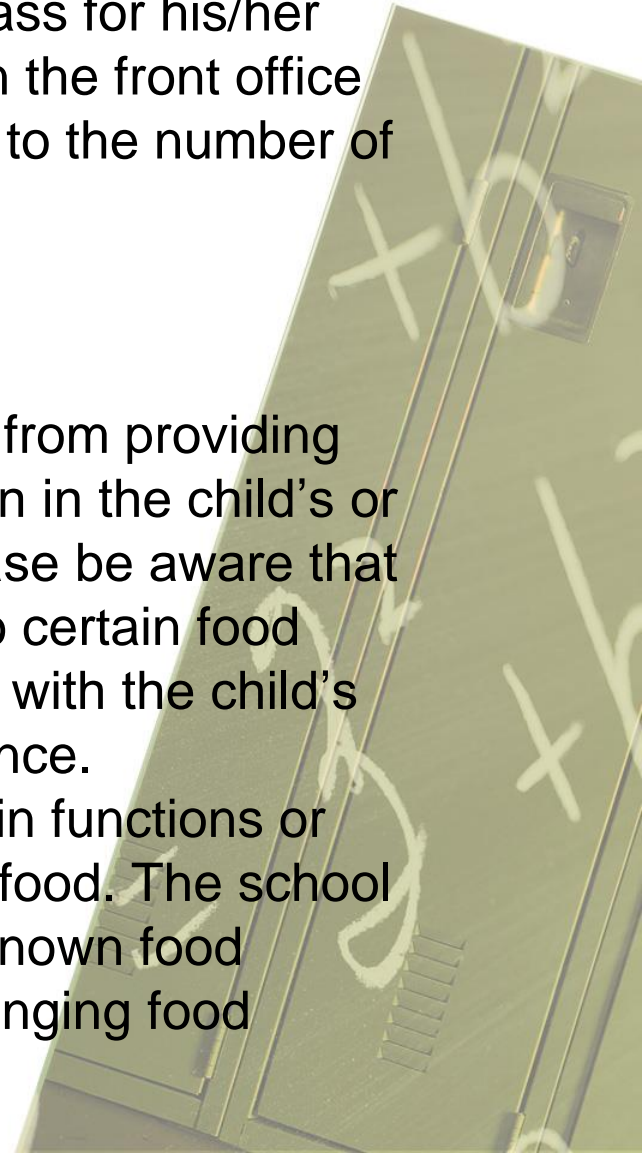 ass for his/her
n the front office
to the number of
from providing
n in the child’s or
ase be aware that
o certain food
with the child’s
nce.
in functions or
food. The school
nown food
nging food